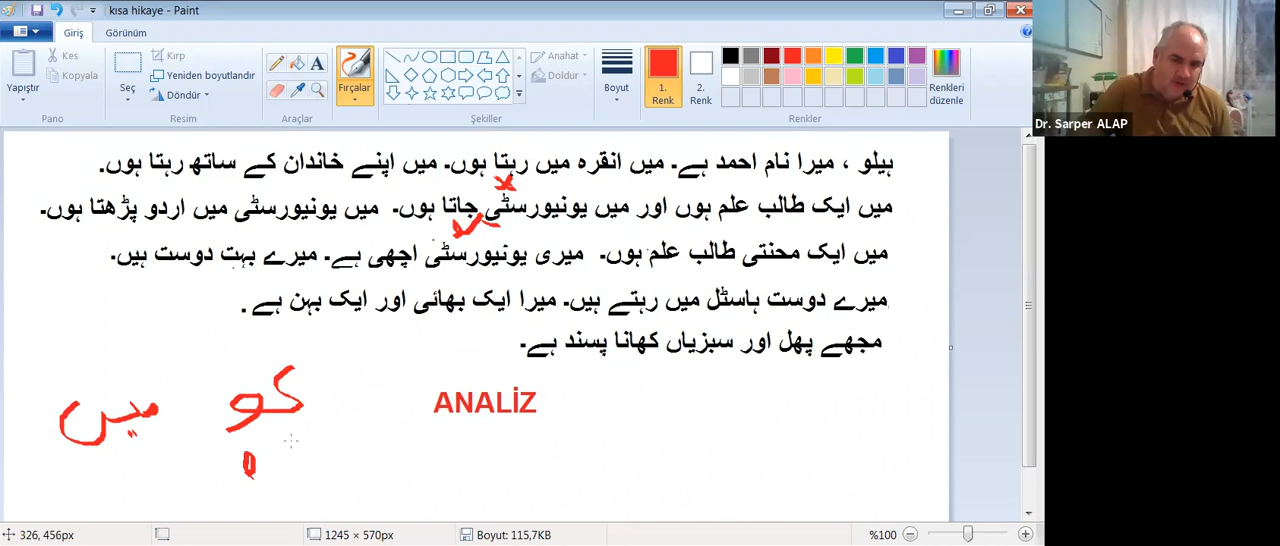 kısa hikaye - Paint
Giriş Görünüm
Yapıştır Kes Kopyala Seç Kırp Yeniden boyutlandır Döndür Fırçalar Anahat Doldur Boyut 1. Renk 2. Renk Renkleri düzenle
Pano Resim Araçlar Şekiller Renkler
Dr. Sarper ALAP
ہیلو ، میرا نام احمد ہے۔ میں انقرہ میں رہتا ہوں۔ میں اپنے خاندان کے ساتھ رہتا ہوں۔
میں ایک طالب علم ہوں اور میں یونیورسٹی جاتا ہوں۔ میں یونیورسٹی میں اردو پڑھتا ہوں۔
میں ایک محنتی طالب علم ہوں۔ میری یونیورسٹی اچھی ہے۔ میرے بہت دوست ہیں۔
میرے دوست ہاسٹل میں رہتے ہیں۔ میرا ایک بھائی اور ایک بہن ہے .
مجھے پھل اور سبزیاں کھانا پسند ہے۔
کو میں
ANALİZ
326, 456px 1245 × 570px Boyut: 115,7KB %100